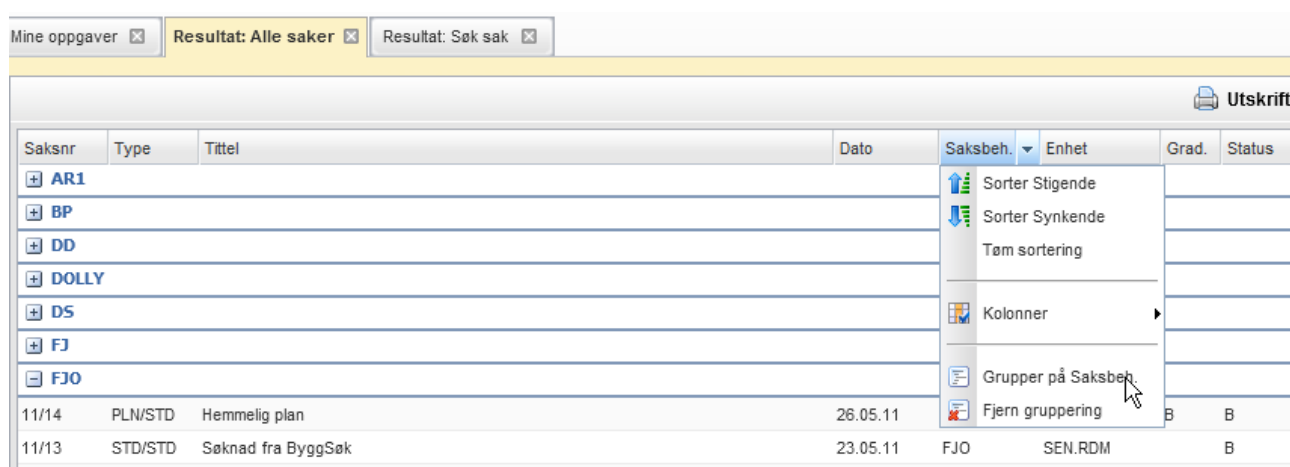 Mine oppgaver Resultat: Alle saker Resultat: Søk sak
Utskrift
Saksnr Type Tittel Dato Saksbeh. Enhet Grad. Status
AR1
Sorter Stigende
BP
Sorter Synkende
DD
Tøm sortering
DOLLY
DS
Kolonner
FJ
FJO
Grupper på Saksbeh.
11/14 PLN/STD Hemmelig plan 26.05.11 Fjern gruppering B B
11/13 STD/STD Søknad fra ByggSøk 23.05.11 FJO SEN.RDM B